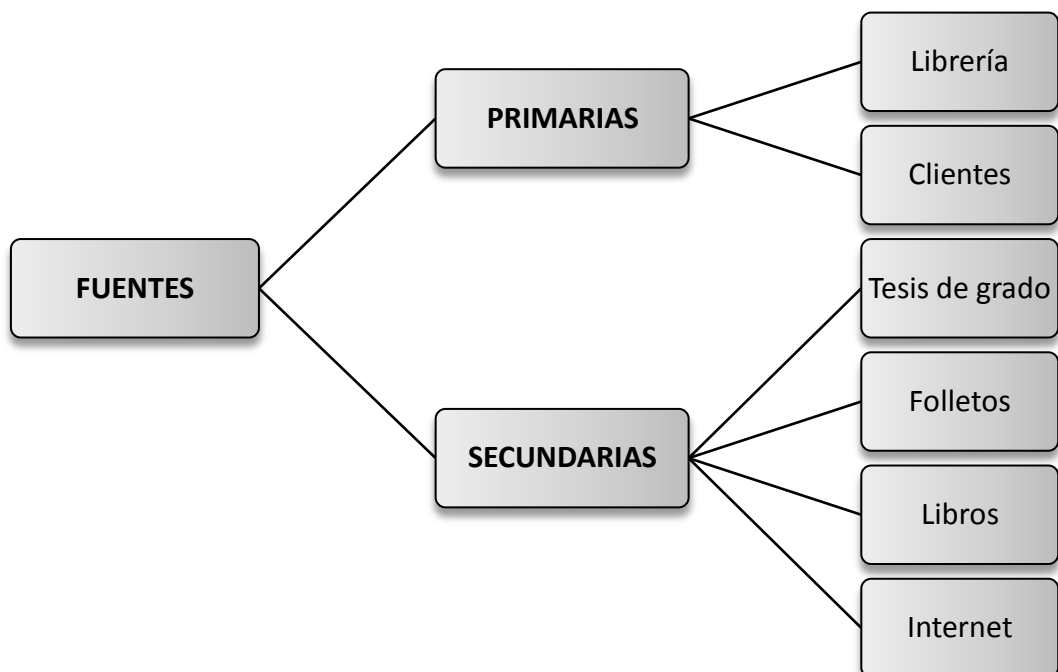 FUENTES
PRIMARIAS
Librería
Clientes
SECUNDARIAS
Tesis de grado
Folletos
Libros
Internet